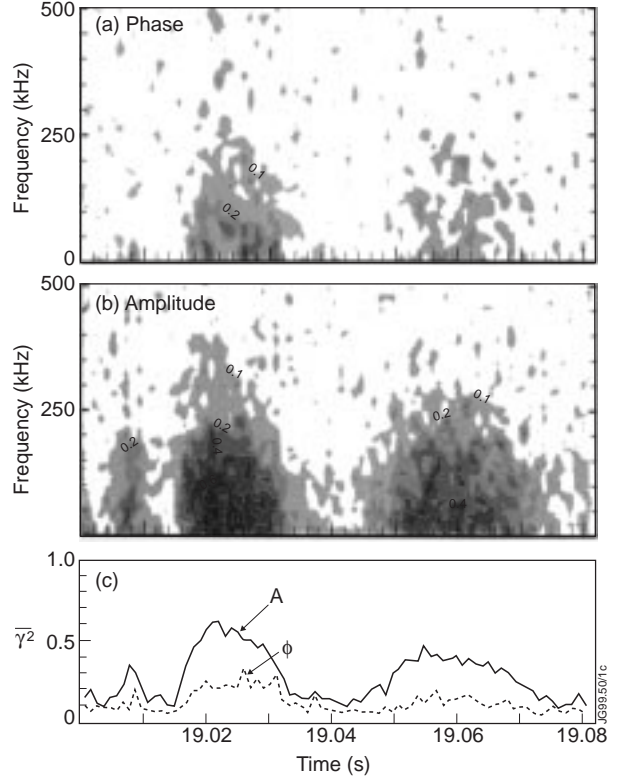 500
(a) Phase
Frequency (kHz)
250
0.1
0.2
0
500
(b) Amplitude
Frequency (kHz)
0.1
0.1
250
0.2
0.2
0.2
0.4
0.4
1.0
(c)
A
γ²
0.5
ϕ
0
JG99.50/1c
19.02
19.04
19.06
19.08
Time (s)